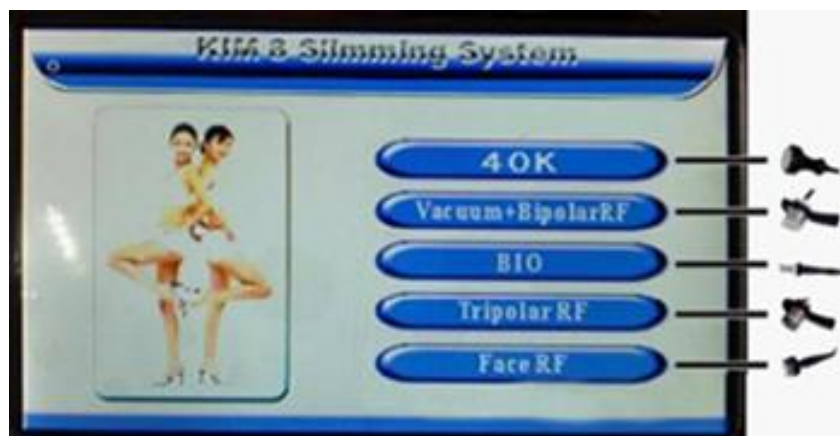 KIM 8 Slimming System
40K
Vacuum+BipolarRF
BIO
Tripolar RF
Face RF